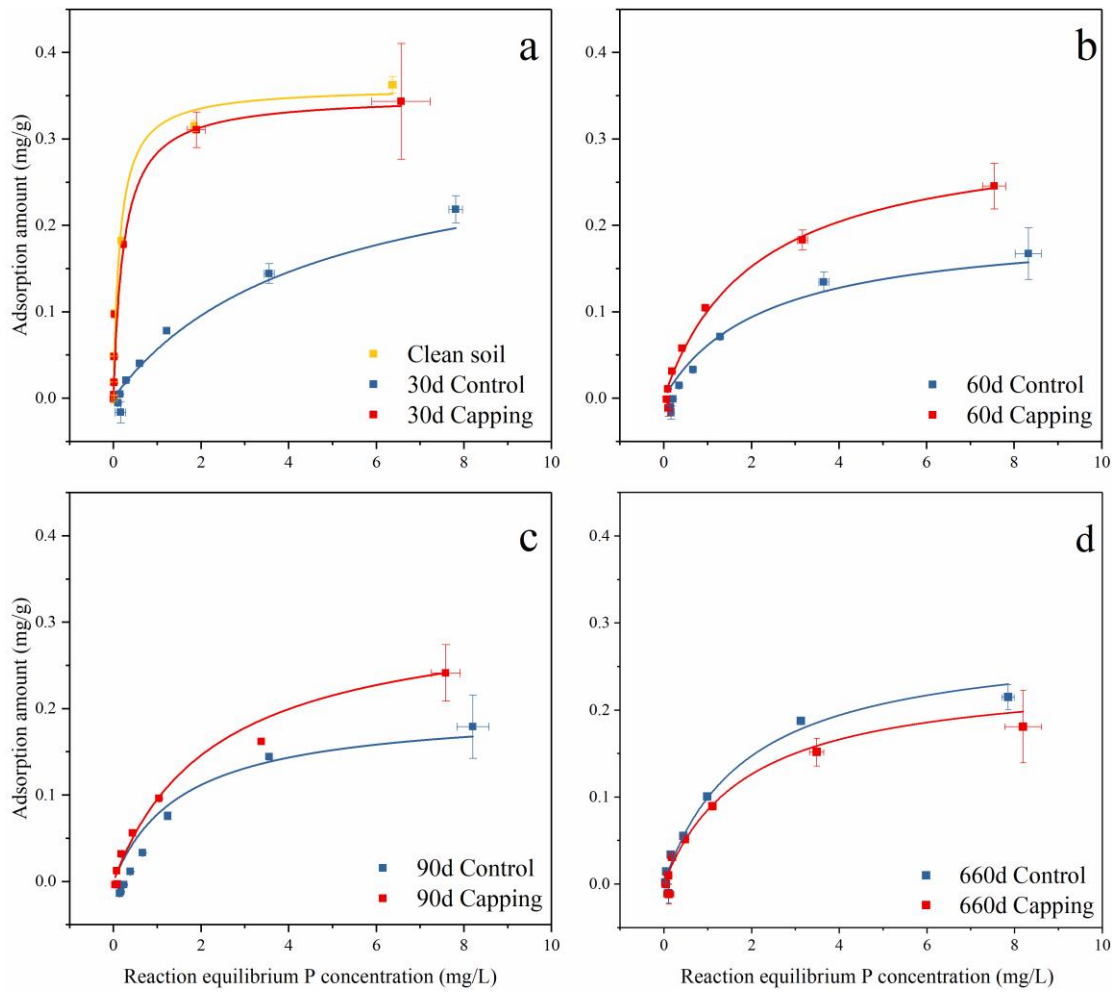 a
b
0.4
0.3
0.2
0.1
0.0
Adsorption amount (mg/g)
Clean soil
30d Control
30d Capping
0
2
4
6
8
10
0.4
0.3
0.2
0.1
0.0
60d Control
60d Capping
0
2
4
6
8
10
c
d
0.4
0.3
0.2
0.1
0.0
Adsorption amount (mg/g)
90d Control
90d Capping
0
2
4
6
8
10
Reaction equilibrium P concentration (mg/L)
0.4
0.3
0.2
0.1
0.0
660d Control
660d Capping
0
2
4
6
8
10
Reaction equilibrium P concentration (mg/L)